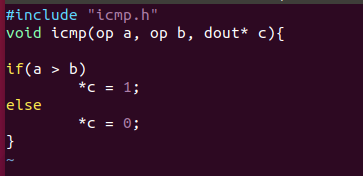 #include "icmp.h"
void icmp(op a, op b, dout* c){

if(a > b)
        *c = 1;
else
        *c = 0;
}
~